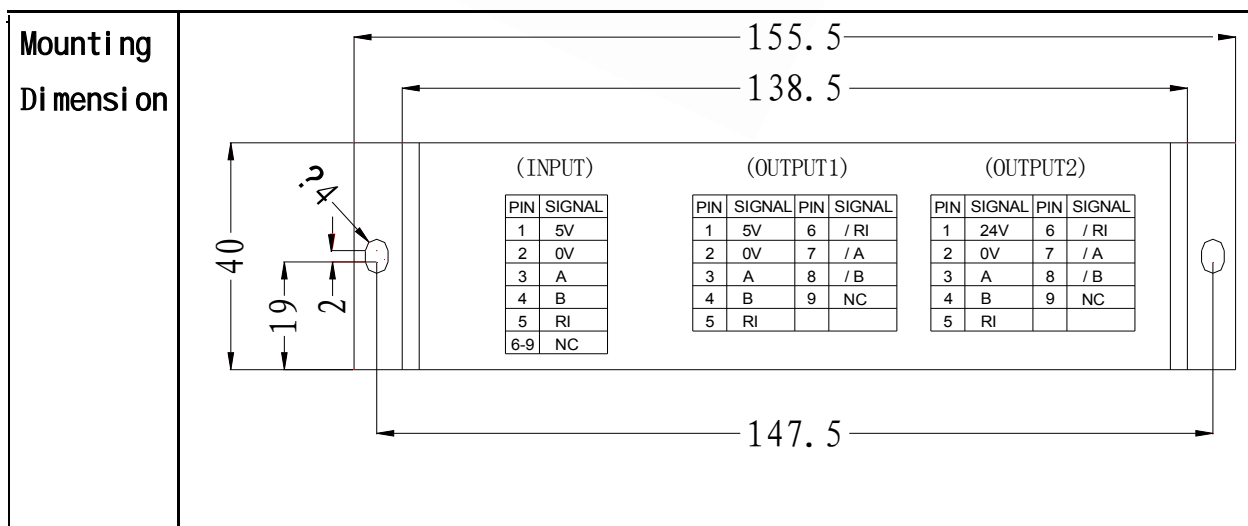 Mounting
Dimension
155.5
138.5
(INPUT)
PIN SIGNAL
1 5V
2 0V
3 A
4 B
5 RI
6-9 NC
(OUTPUT1)
PIN SIGNAL PIN SIGNAL
1 5V 6 / RI
2 0V 7 / A
3 A 8 / B
4 B 9 NC
5 RI
(OUTPUT2)
PIN SIGNAL PIN SIGNAL
1 24V 6 / RI
2 0V 7 / A
3 A 8 / B
4 B 9 NC
5 RI
?4
40
19
2
147.5